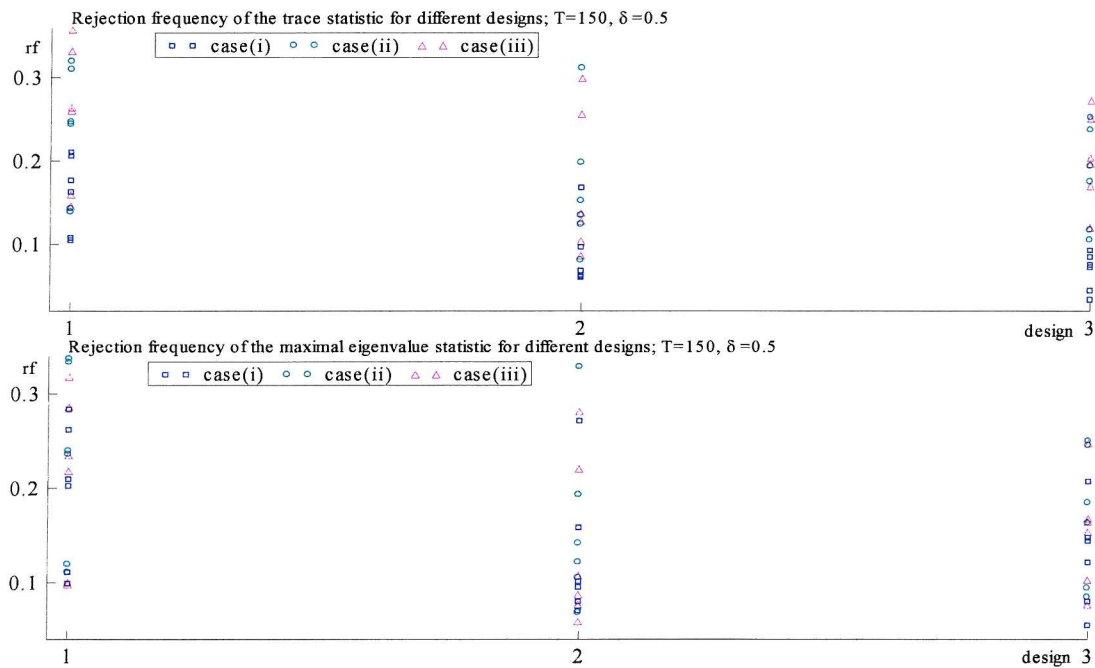 Rejection frequency of the trace statistic for different designs; T=150, δ=0.5
rf
case(i) case(ii) case(iii)
0.3
0.2
0.1
1 2 design 3
Rejection frequency of the maximal eigenvalue statistic for different designs; T=150, δ=0.5
rf
case(i) case(ii) case(iii)
0.3
0.2
0.1
1 2 design 3